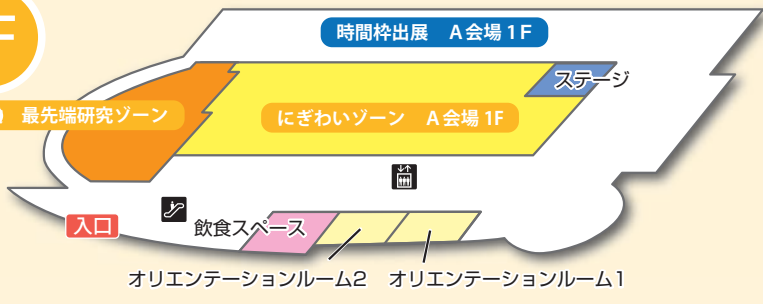 F
時間枠出展 A会場 1F
ステージ
最先端研究ゾーン
にぎわいゾーン A会場 1F
入口
飲食スペース
オリエンテーションルーム2 オリエンテーションルーム1